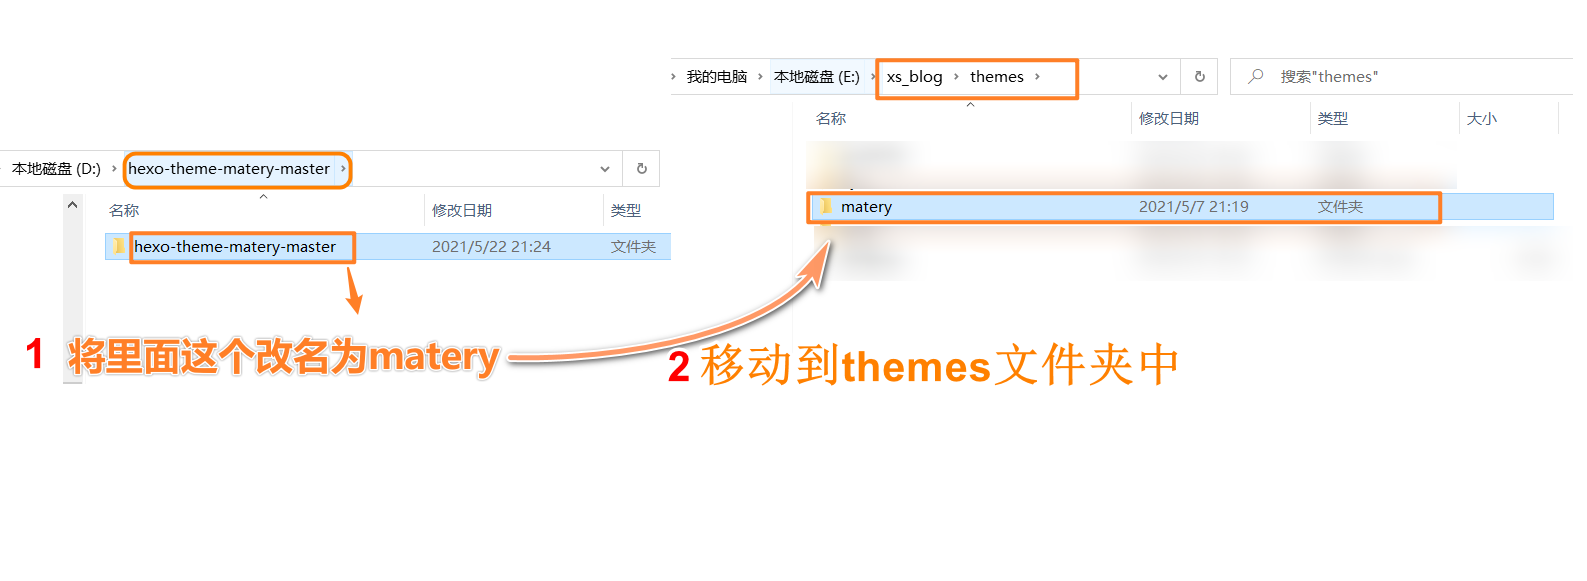 本地磁盘 (D:) › hexo-theme-matery-master ›
名称 修改日期 类型
hexo-theme-matery-master 2021/5/22 21:24 文件夹
1 将里面这个改名为matery
› 我的电脑 › 本地磁盘 (E:) › xs_blog › themes ›
搜索"themes"
名称 修改日期 类型 大小
matery 2021/5/7 21:19 文件夹
2 移动到themes文件夹中